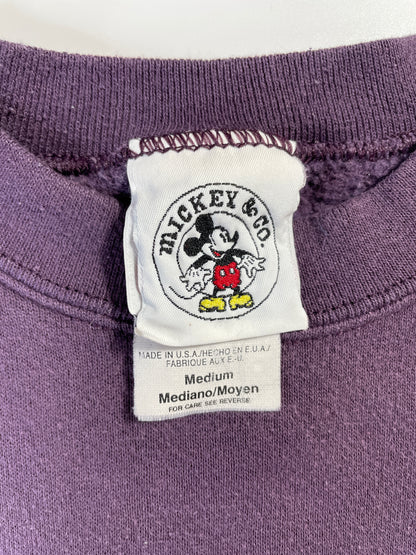 MICKEY & CO.
MADE IN U.S.A./HECHO EN E.U.A./
FABRIQUE AUX E.-U.
Medium
Mediano/Moyen
FOR CARE SEE REVERSE